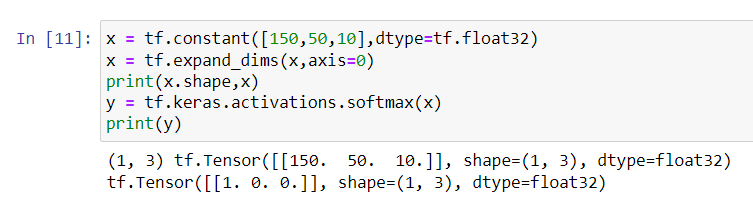 In [11]: x = tf.constant([150,50,10],dtype=tf.float32)
x = tf.expand_dims(x,axis=0)
print(x.shape,x)
y = tf.keras.activations.softmax(x)
print(y)
(1, 3) tf.Tensor([[150.  50.  10.]], shape=(1, 3), dtype=float32)
tf.Tensor([[1. 0. 0.]], shape=(1, 3), dtype=float32)